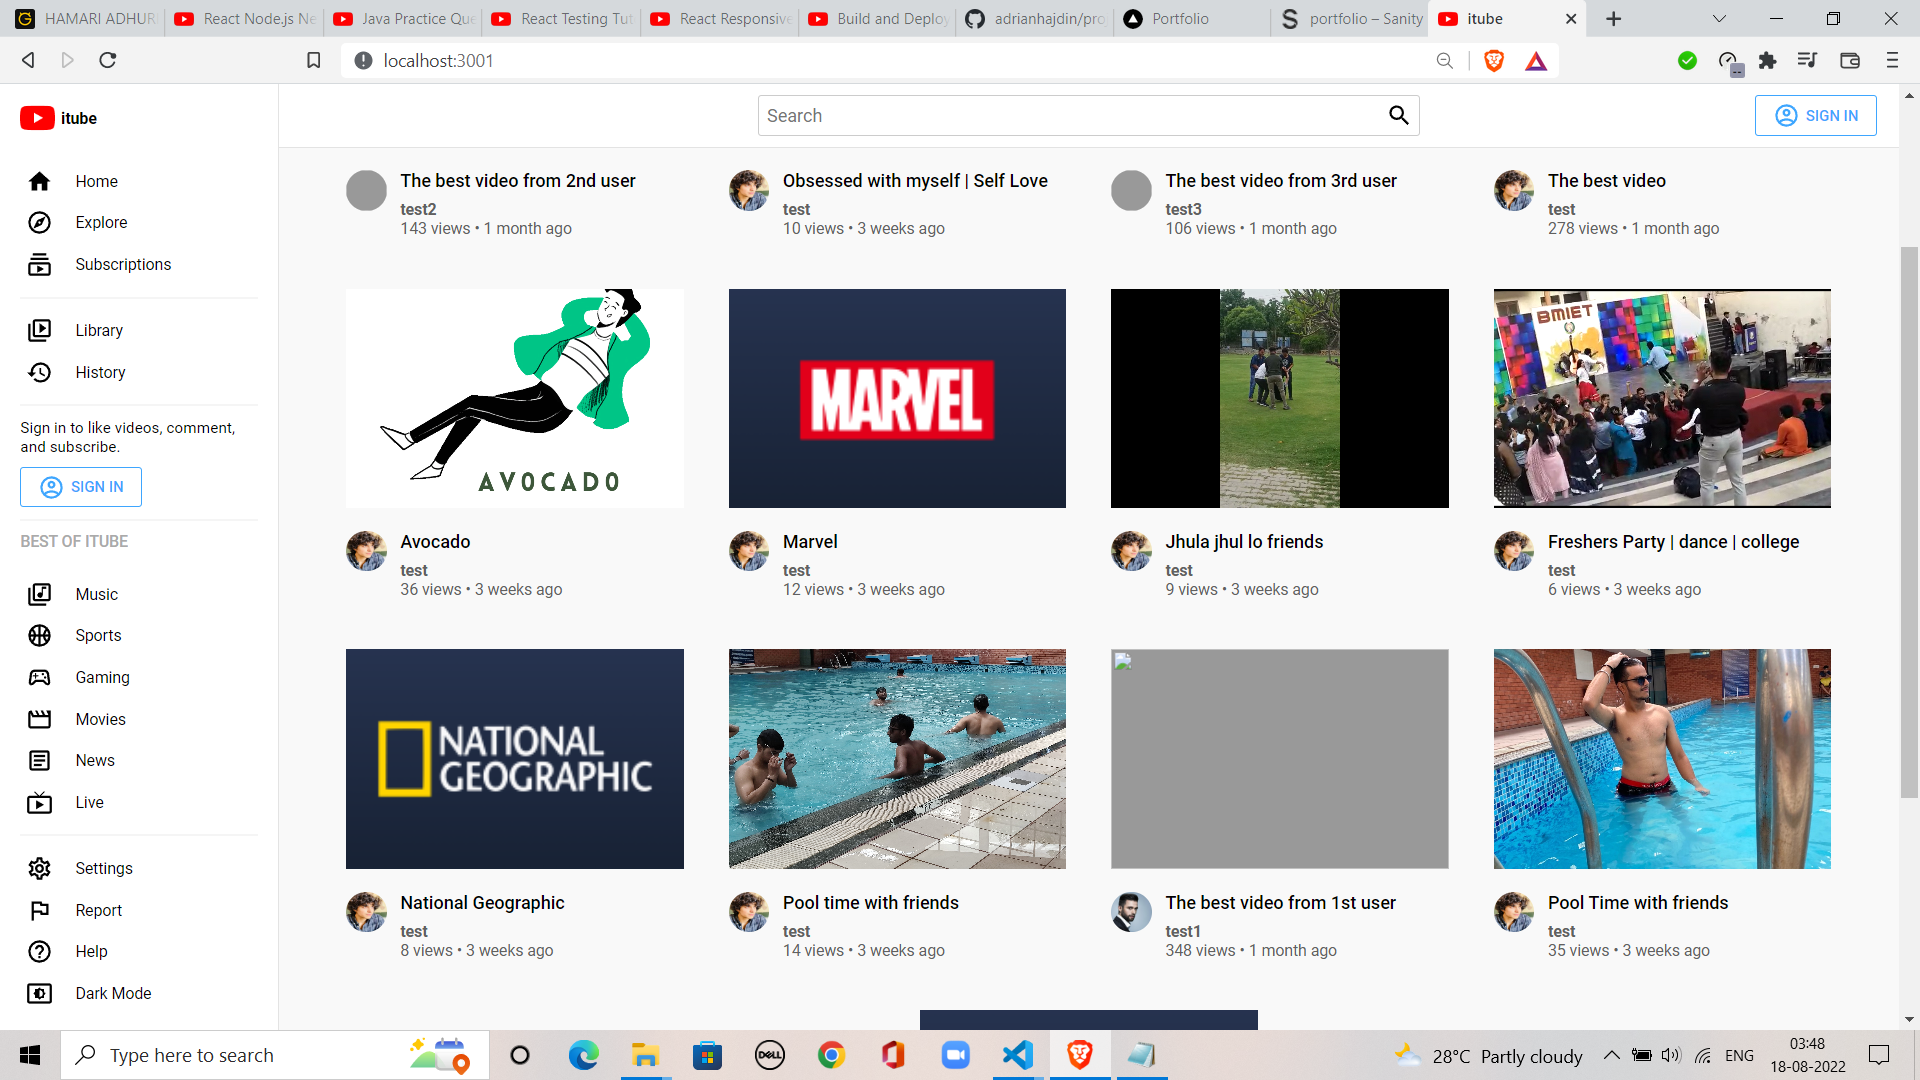 HAMARI ADHUR
React Node.js Ne
Java Practice Que
React Testing Tut
React Responsive
Build and Deploy
adrianhajdin/pro
Portfolio
portfolio – Sanity
itube
localhost:3001
itube
Search
SIGN IN
Home
Explore
Subscriptions
Library
History
Sign in to like videos, comment,
and subscribe.
SIGN IN
BEST OF ITUBE
Music
Sports
Gaming
Movies
News
Live
Settings
Report
Help
Dark Mode
The best video from 2nd user
test2
143 views • 1 month ago
Obsessed with myself | Self Love
test
10 views • 3 weeks ago
The best video from 3rd user
test3
106 views • 1 month ago
The best video
test
278 views • 1 month ago
AVOCADO
MARVEL
BMIET
Avocado
test
36 views • 3 weeks ago
Marvel
test
12 views • 3 weeks ago
Jhula jhul lo friends
test
9 views • 3 weeks ago
Freshers Party | dance | college
test
6 views • 3 weeks ago
NATIONAL
GEOGRAPHIC
National Geographic
test
8 views • 3 weeks ago
Pool time with friends
test
14 views • 3 weeks ago
The best video from 1st user
test1
348 views • 1 month ago
Pool Time with friends
test
35 views • 3 weeks ago
Type here to search
DELL
28°C Partly cloudy
ENG
03:48
18-08-2022